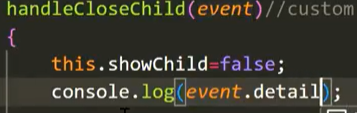 handleCloseChild(event)//custom
{
this.showChild=false;
console.log(event.detail);